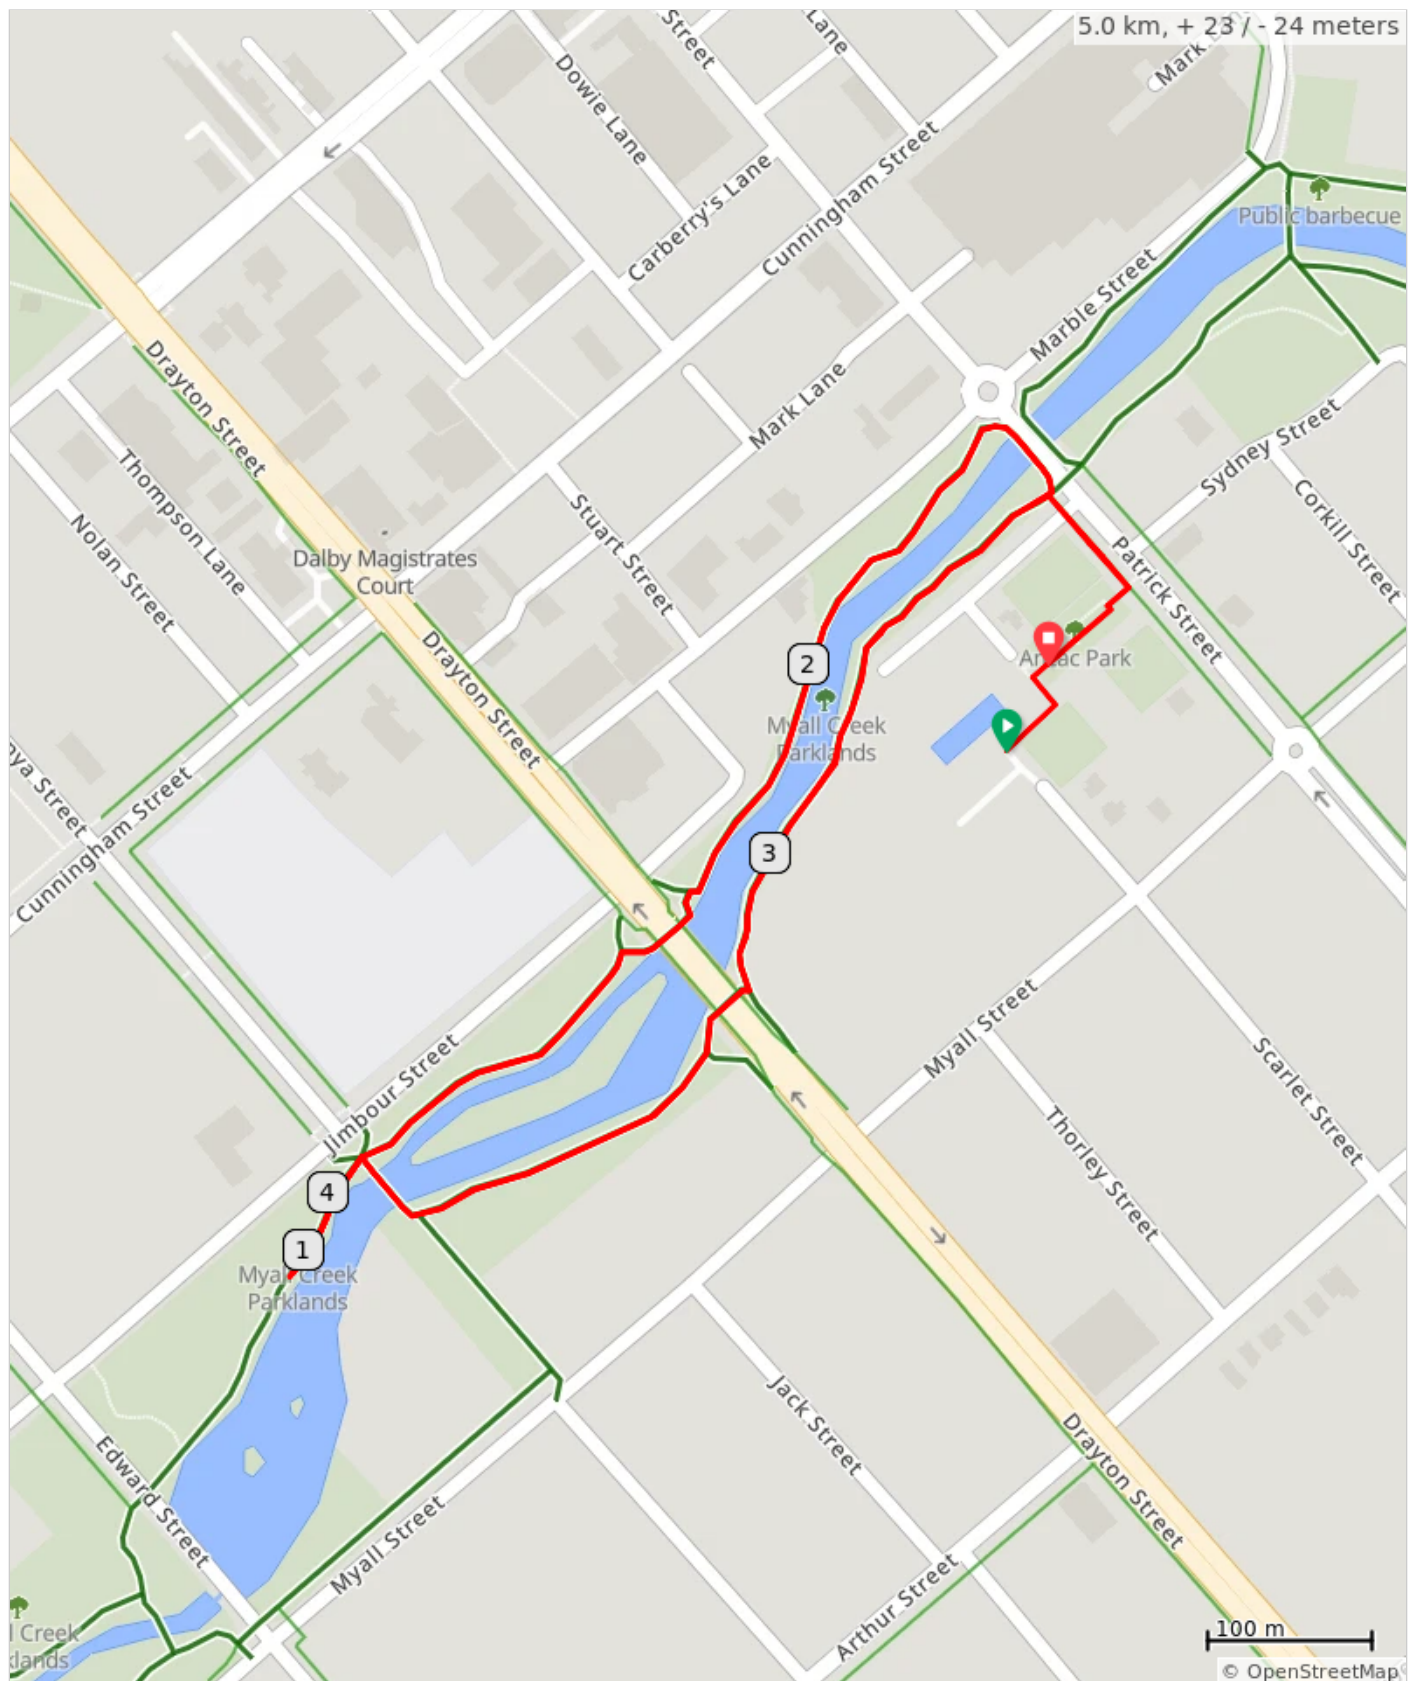 5.0 km, + 23 / - 24 meters
Street
Lane
Dowie Lane
Carberry's Lane
Cunningham Street
Public barbecue
Marble Street
Drayton Street
Mark Lane
Sydney Street
Thompson Lane
Nolan Street
Stuart Street
Corkill Street
Dalby Magistrates
Court
Patrick Street
Drayton Street
2
Myall Creek
Parklands
Anzac Park
Cunningham Street
3
Myall Street
Jimbour Street
Scarlet Street
Thorley Street
4
1
Myall Creek
Parklands
Edward Street
Jack Street
Drayton Street
Myall Street
Arthur Street
100 m
© OpenStreetMap